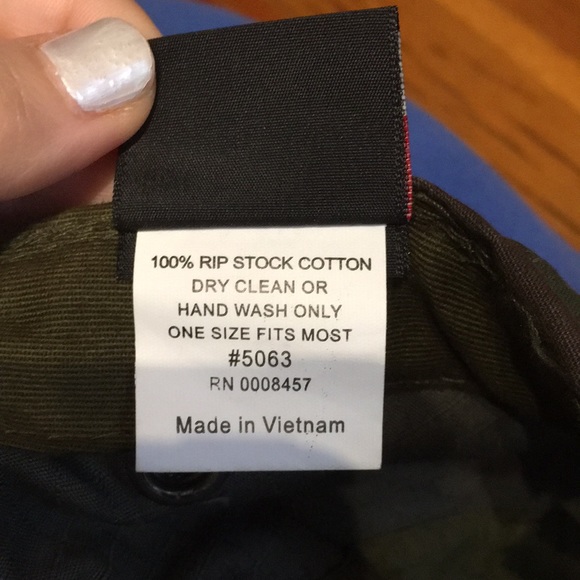 100% RIP STOCK COTTON
DRY CLEAN OR
HAND WASH ONLY
ONE SIZE FITS MOST
#5063
RN 0008457
Made in Vietnam